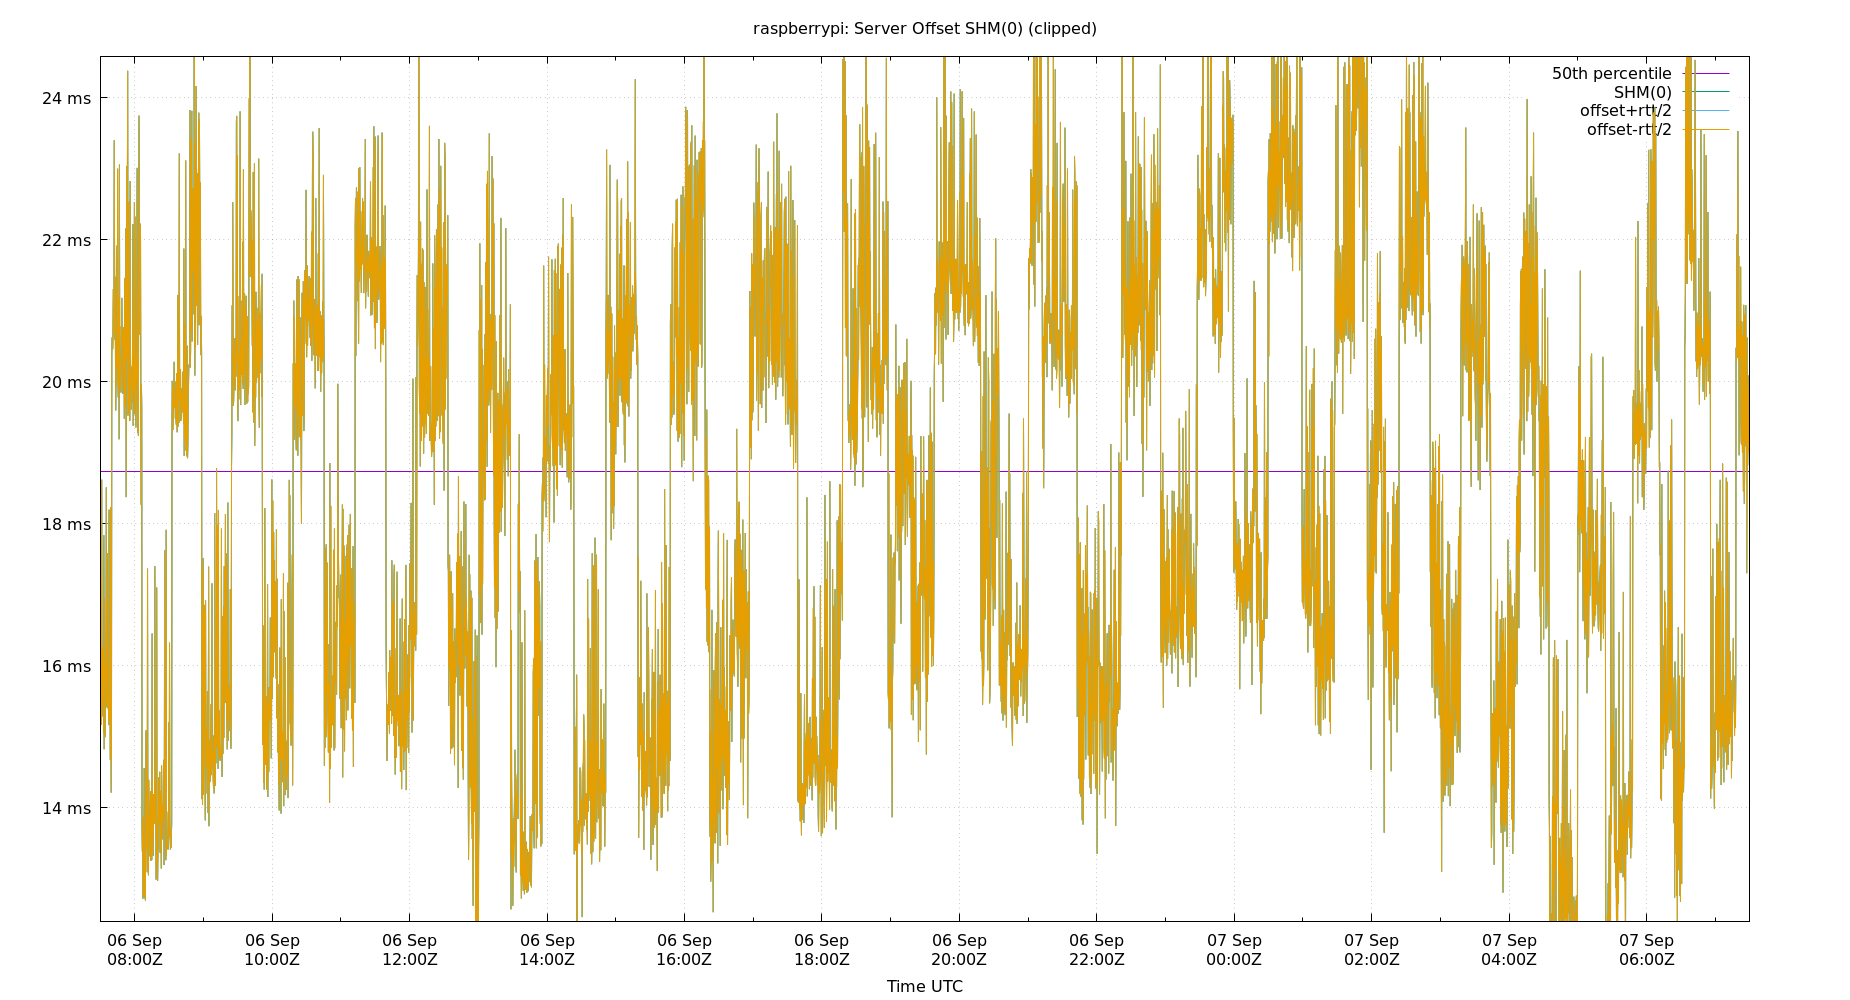 raspberrypi: Server Offset SHM(0) (clipped)
50th percentile
SHM(0)
offset+rtt/2
offset-rtt/2
24 ms
22 ms
20 ms
18 ms
16 ms
14 ms
06 Sep 06 Sep 06 Sep 06 Sep 06 Sep 06 Sep 06 Sep 06 Sep 07 Sep 07 Sep 07 Sep 07 Sep
08:00Z 10:00Z 12:00Z 14:00Z 16:00Z 18:00Z 20:00Z 22:00Z 00:00Z 02:00Z 04:00Z 06:00Z
Time UTC